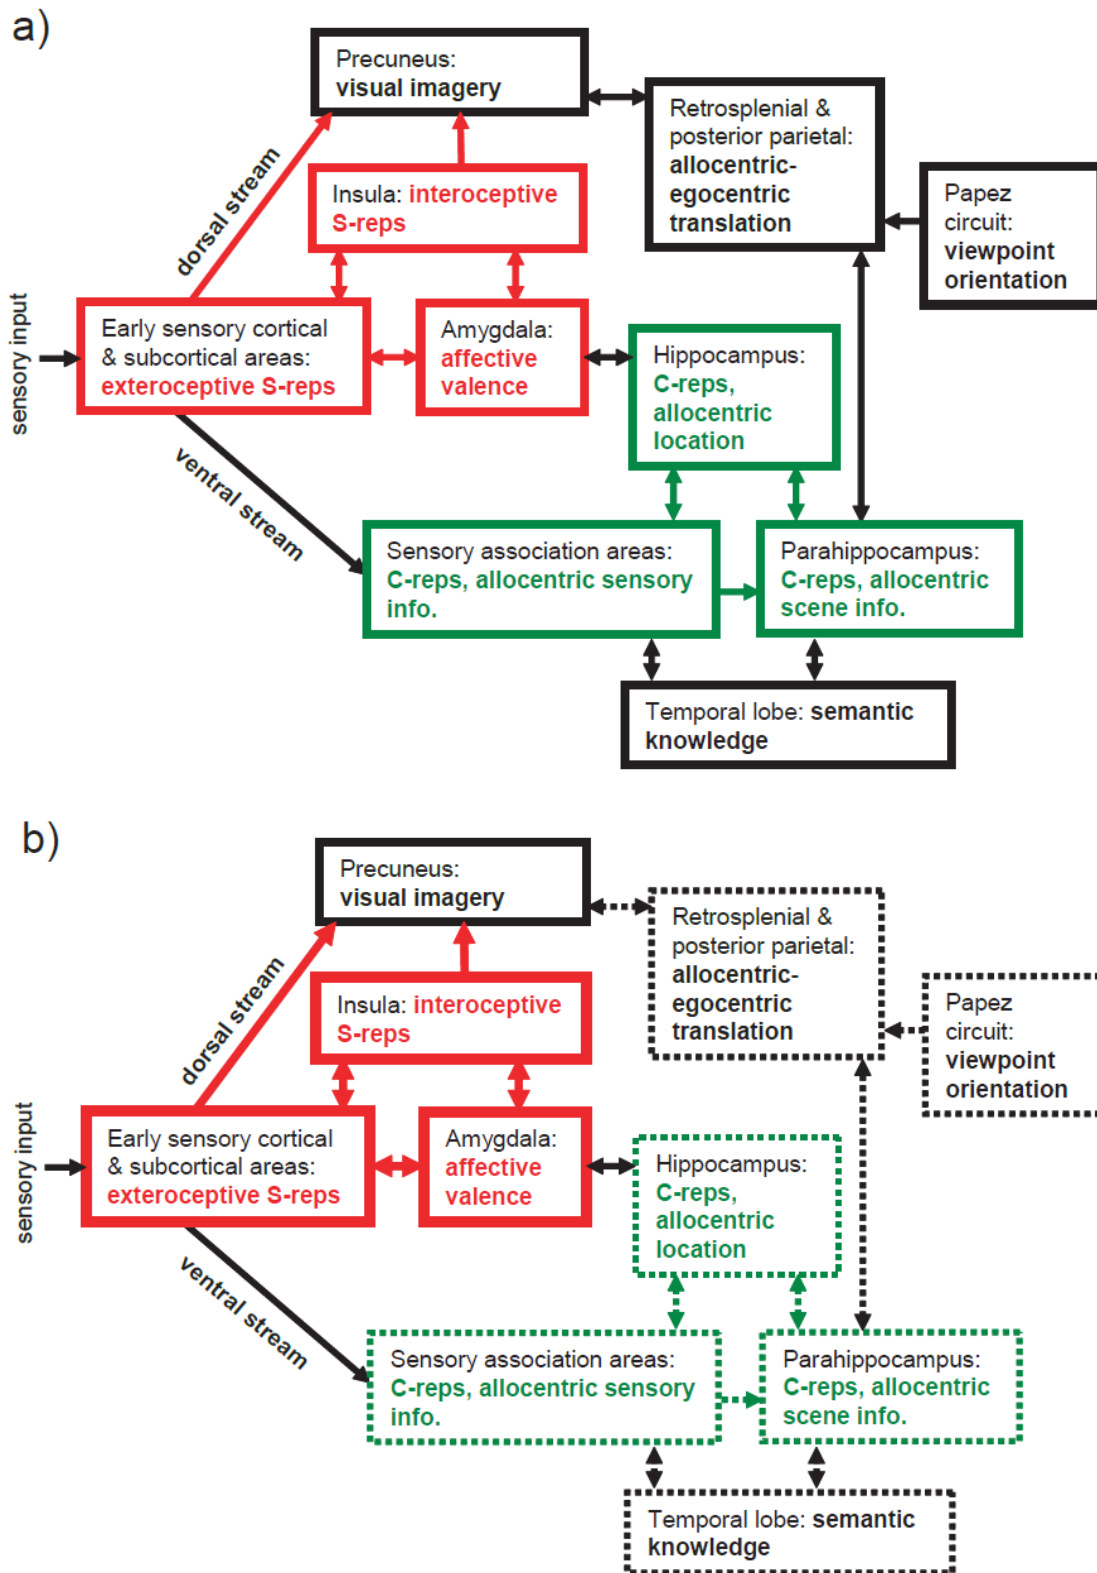 a)
Precuneus:
visual imagery
Retrosplenial &
posterior parietal:
allocentric-
egocentric
translation
dorsal stream
Insula: interoceptive
S-reps
Papez
circuit:
viewpoint
orientation
sensory input
Early sensory cortical
& subcortical areas:
exteroceptive S-reps
Amygdala:
affective
valence
Hippocampus:
C-reps,
allocentric
location
ventral stream
Sensory association areas:
C-reps, allocentric sensory
info.
Parahippocampus:
C-reps, allocentric
scene info.
Temporal lobe: semantic
knowledge
b)
Precuneus:
visual imagery
Retrosplenial &
posterior parietal:
allocentric-
egocentric
translation
dorsal stream
Insula: interoceptive
S-reps
Papez
circuit:
viewpoint
orientation
sensory input
Early sensory cortical
& subcortical areas:
exteroceptive S-reps
Amygdala:
affective
valence
Hippocampus:
C-reps,
allocentric
location
ventral stream
Sensory association areas:
C-reps, allocentric sensory
info.
Parahippocampus:
C-reps, allocentric
scene info.
Temporal lobe: semantic
knowledge